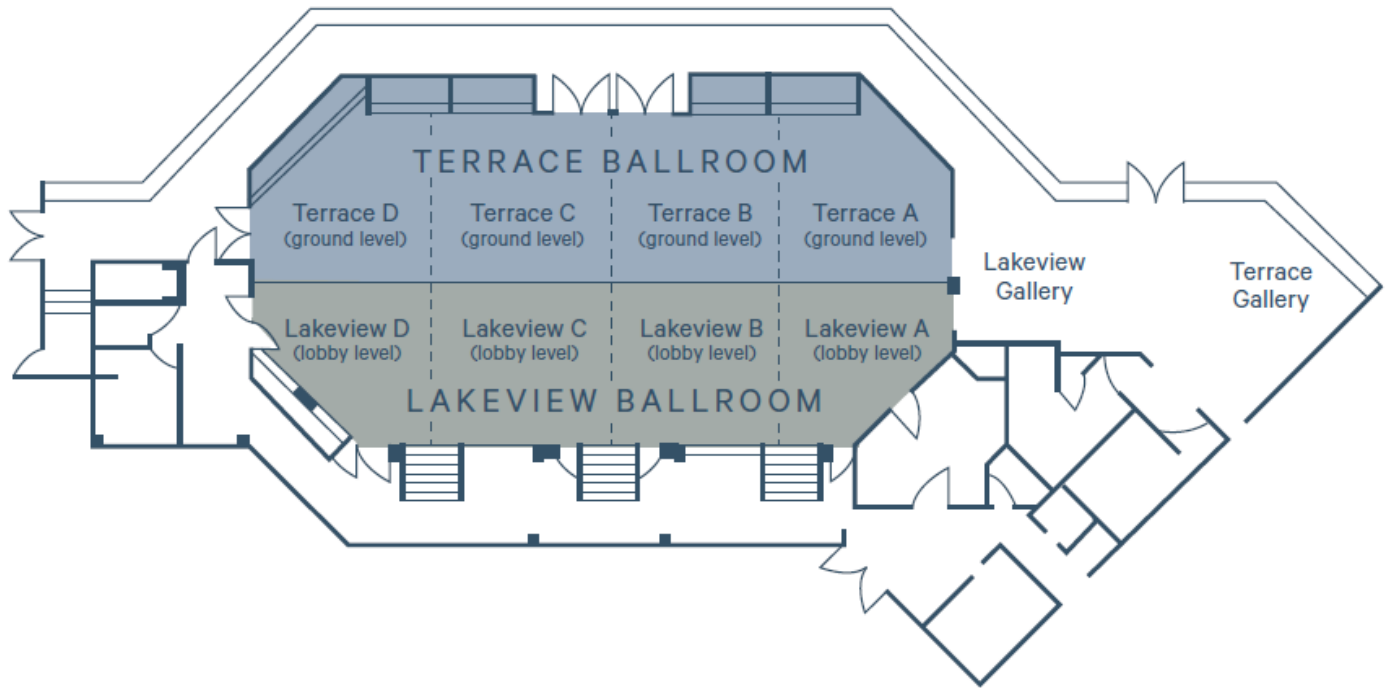 TERRACE BALLROOM
Terrace D
(ground level)
Terrace C
(ground level)
Terrace B
(ground level)
Terrace A
(ground level)
Lakeview
Gallery
Terrace
Gallery
Lakeview D
(lobby level)
Lakeview C
(lobby level)
Lakeview B
(lobby level)
Lakeview A
(lobby level)
LAKEVIEW BALLROOM